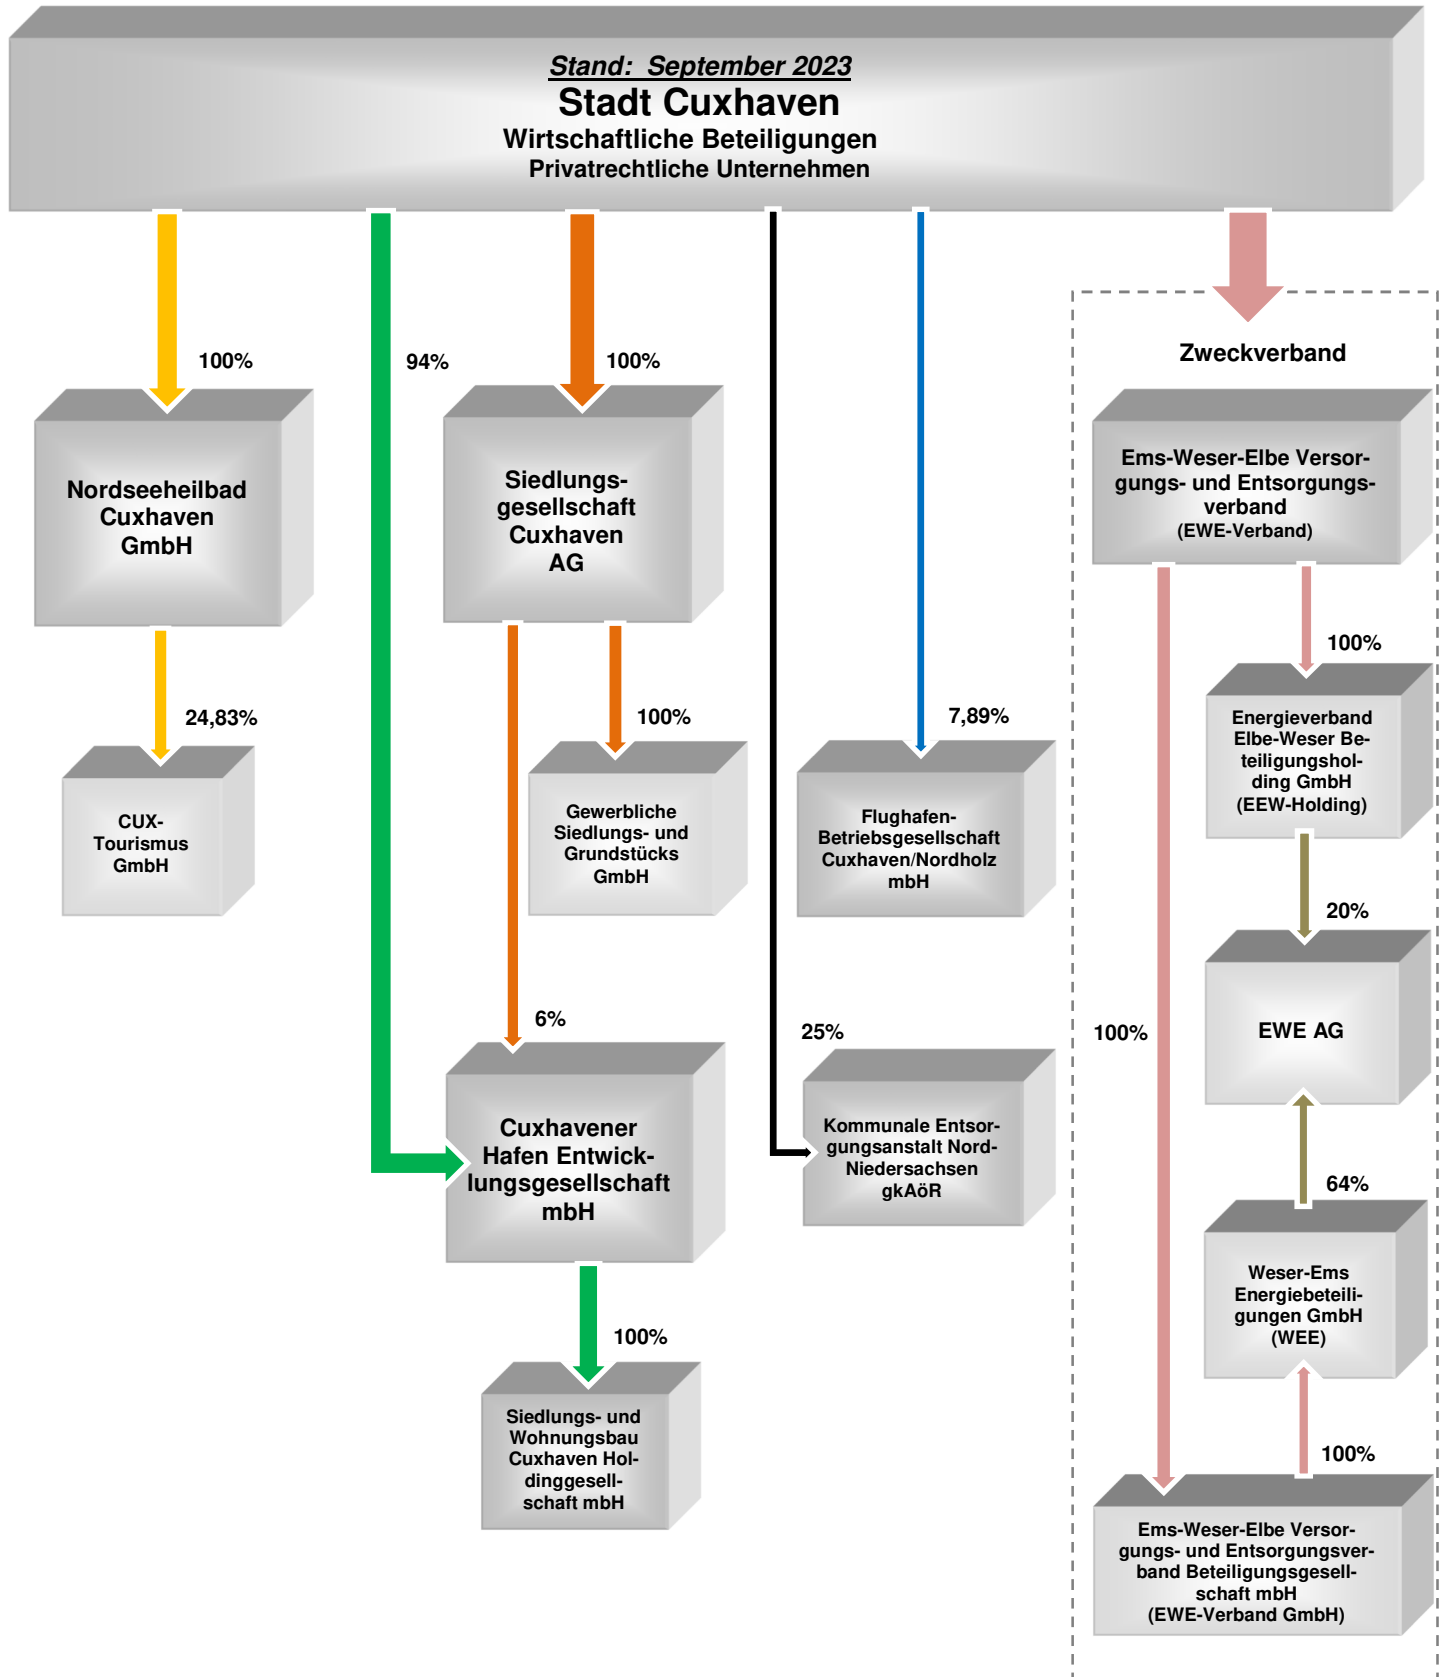 Stand: September 2023
Stadt Cuxhaven
Wirtschaftliche Beteiligungen
Privatrechtliche Unternehmen
100%
94%
100%
Zweckverband
Nordseeheilbad
Cuxhaven
GmbH
Siedlungs-
gesellschaft
Cuxhaven
AG
Ems-Weser-Elbe Versor-
gungs- und Entsorgungs-
verband
(EWE-Verband)
24,83%
100%
7,89%
100%
CUX-
Tourismus
GmbH
Gewerbliche
Siedlungs- und
Grundstücks
GmbH
Flughafen-
Betriebsgesellschaft
Cuxhaven/Nordholz
mbH
Energieverband
Elbe-Weser Be-
teiligungshol-
ding GmbH
(EEW-Holding)
20%
6%
25%
100%
EWE AG
Cuxhavener
Hafen Entwick-
lungsgesellschaft
mbH
Kommunale Entsor-
gungsanstalt Nord-
Niedersachsen
gkAöR
64%
Weser-Ems
Energiebeteili-
gungen GmbH
(WEE)
100%
Siedlungs- und
Wohnungsbau
Cuxhaven Hol-
dinggesell-
schaft mbH
100%
Ems-Weser-Elbe Versor-
gungs- und Entsorgungsver-
band Beteiligungsgesell-
schaft mbH
(EWE-Verband GmbH)